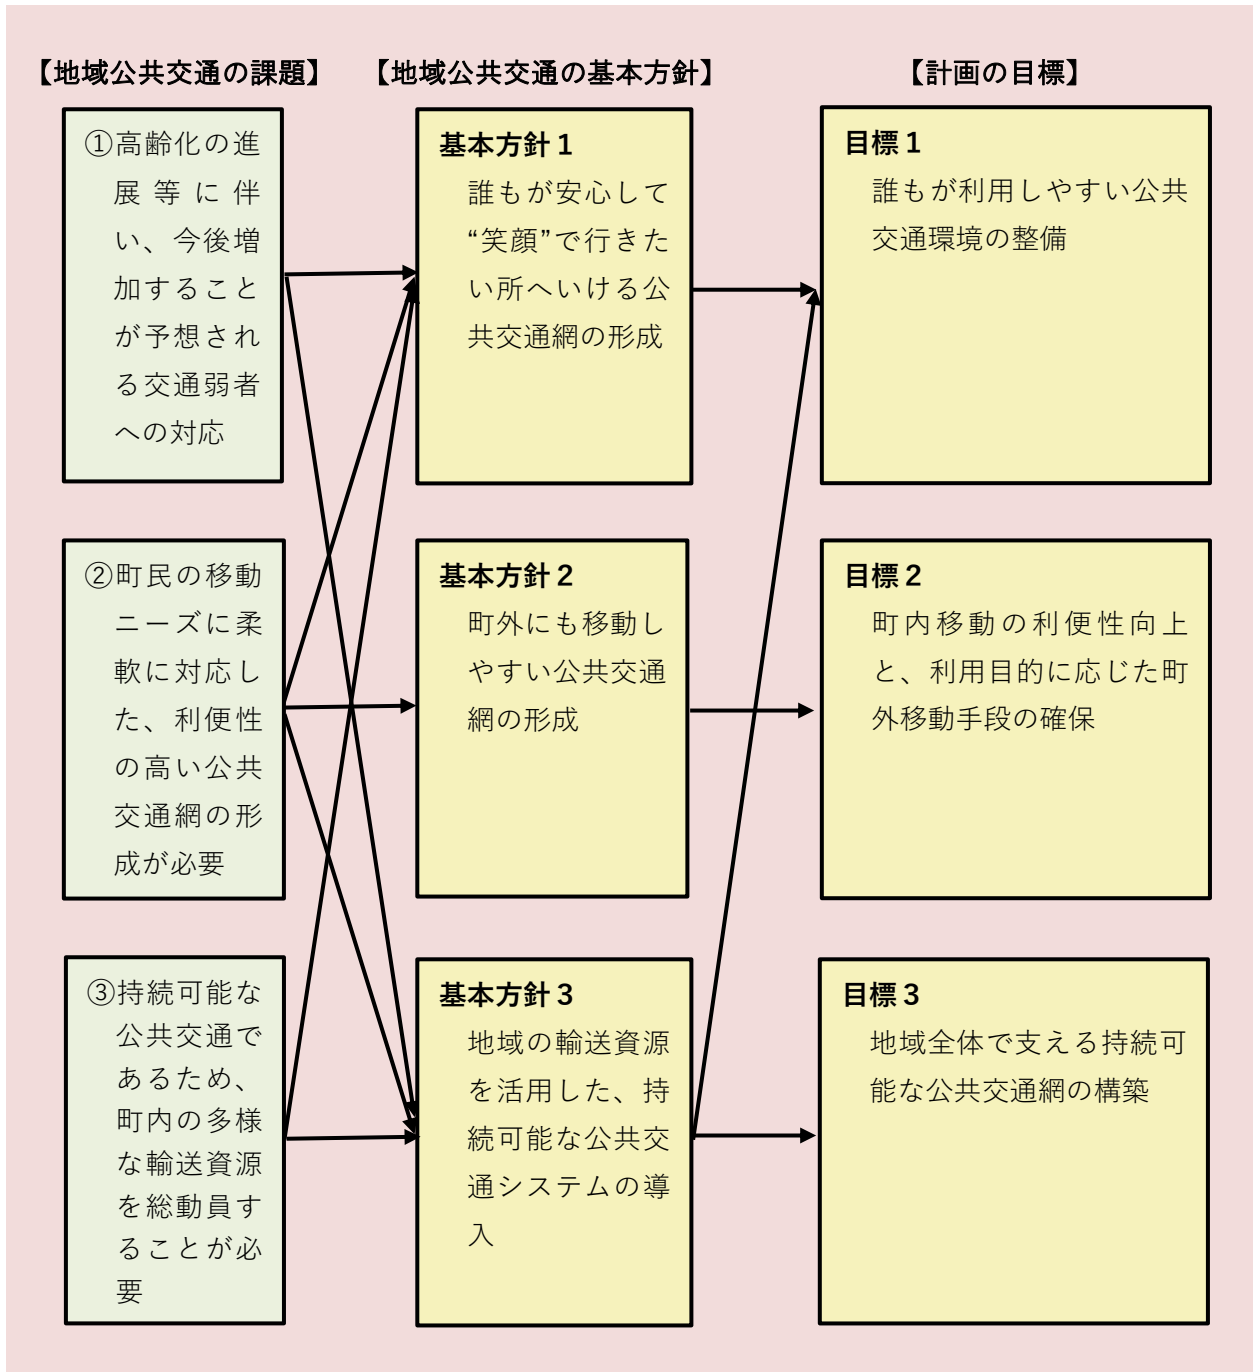 【地域公共交通の課題】
①高齢化の進
展等に伴
い、今後増
加すること
が予想され
る交通弱者
への対応
②町民の移動
ニーズに柔
軟に対応し
た、利便性
の高い公共
交通網の形
成が必要
③持続可能な
公共交通で
あるため、
町内の多様
な輸送資源
を総動員す
ることが必
要
【地域公共交通の基本方針】
基本方針1
誰もが安心して
“笑顔”で行きた
い所へいける公
共交通網の形成
基本方針2
町外にも移動し
やすい公共交通
網の形成
基本方針3
地域の輸送資源
を活用した、持
続可能な公共交
通システムの導
入
【計画の目標】
目標1
誰もが利用しやすい公共
交通環境の整備
目標2
町内移動の利便性向上
と、利用目的に応じた町
外移動手段の確保
目標3
地域全体で支える持続可
能な公共交通網の構築